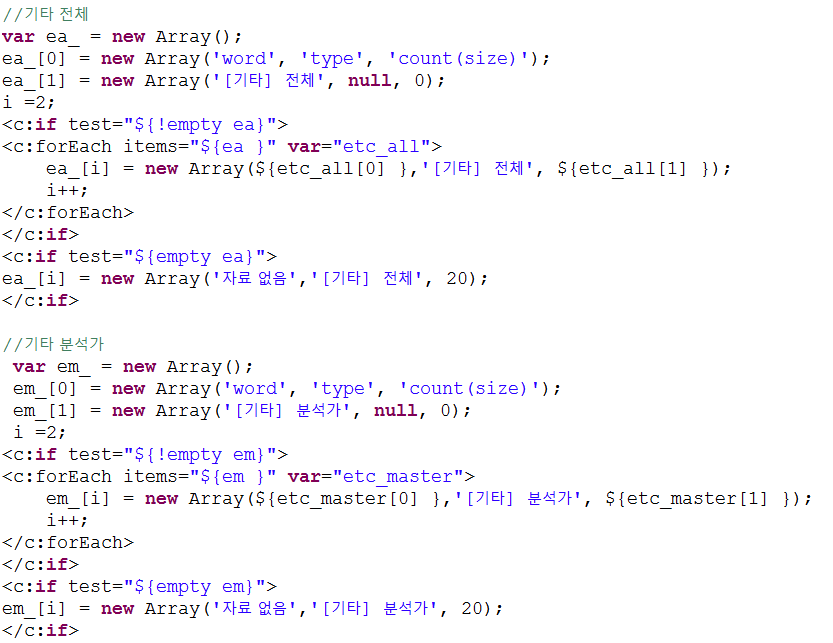 //기타 전체
var ea_ = new Array();
ea_[0] = new Array('word', 'type', 'count(size)');
ea_[1] = new Array('[기타] 전체', null, 0);
i =2;
<c:if test="${!empty ea}">
<c:forEach items="${ea }" var="etc_all">
    ea_[i] = new Array(${etc_all[0] },'[기타] 전체', ${etc_all[1] });
    i++;
</c:forEach>
</c:if>
<c:if test="${empty ea}">
ea_[i] = new Array('자료 없음','[기타] 전체', 20);
</c:if>

//기타 분석가
 var em_ = new Array();
 em_[0] = new Array('word', 'type', 'count(size)');
 em_[1] = new Array('[기타] 분석가', null, 0);
 i =2;
<c:if test="${!empty em}">
<c:forEach items="${em }" var="etc_master">
    em_[i] = new Array(${etc_master[0] },'[기타] 분석가', ${etc_master[1] });
    i++;
</c:forEach>
</c:if>
<c:if test="${empty em}">
em_[i] = new Array('자료 없음','[기타] 분석가', 20);
</c:if>